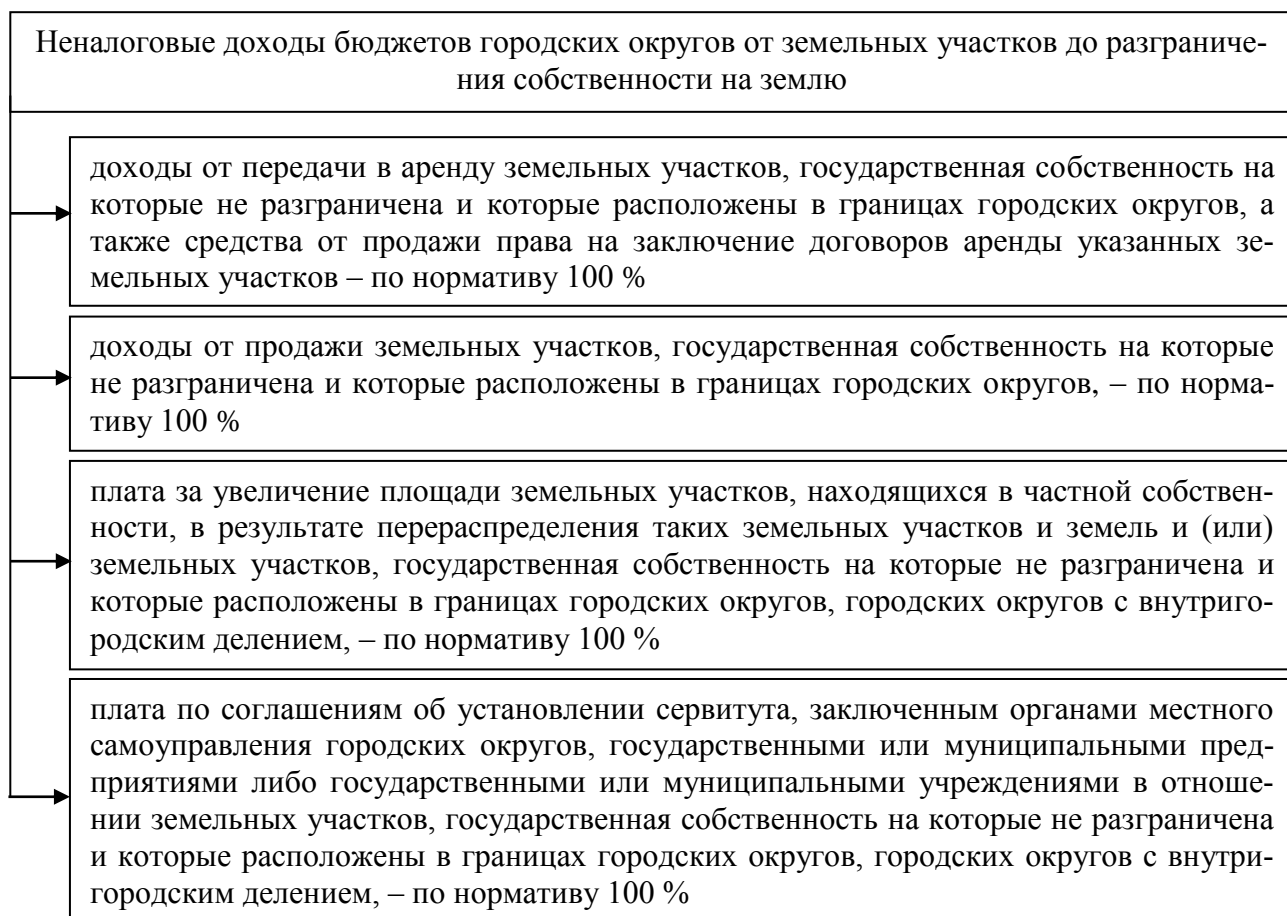 Неналоговые доходы бюджетов городских округов от земельных участков до разграниче-
ния собственности на землю
доходы от передачи в аренду земельных участков, государственная собственность на
которые не разграничена и которые расположены в границах городских округов, а
также средства от продажи права на заключение договоров аренды указанных зе-
мельных участков – по нормативу 100 %
доходы от продажи земельных участков, государственная собственность на которые
не разграничена и которые расположены в границах городских округов, – по норма-
тиву 100 %
плата за увеличение площади земельных участков, находящихся в частной собствен-
ности, в результате перераспределения таких земельных участков и земель и (или)
земельных участков, государственная собственность на которые не разграничена и
которые расположены в границах городских округов, городских округов с внутриго-
родским делением, – по нормативу 100 %
плата по соглашениям об установлении сервитута, заключенным органами местного
самоуправления городских округов, государственными или муниципальными пред-
приятиями либо государственными или муниципальными учреждениями в отноше-
нии земельных участков, государственная собственность на которые не разграничена
и которые расположены в границах городских округов, городских округов с внутри-
городским делением, – по нормативу 100 %